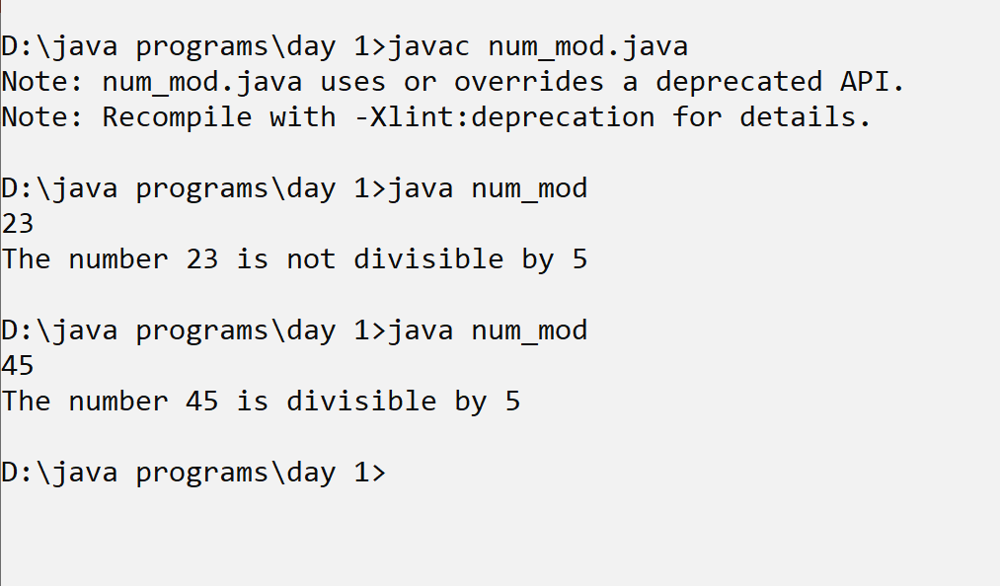 D:\java programs\day 1>javac num_mod.java
Note: num_mod.java uses or overrides a deprecated API.
Note: Recompile with -Xlint:deprecation for details.
D:\java programs\day 1>java num_mod
23
The number 23 is not divisible by 5
D:\java programs\day 1>java num_mod
45
The number 45 is divisible by 5
D:\java programs\day 1>